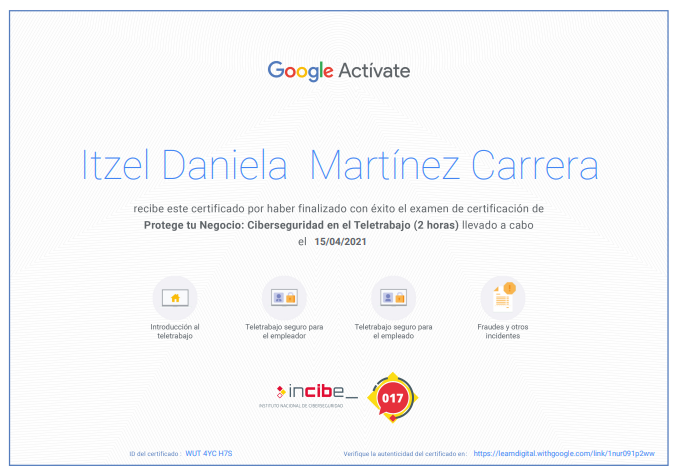 Google Actívate
Itzel Daniela Martínez Carrera
recibe este certificado por haber finalizado con éxito el examen de certificación de
Protege tu Negocio: Ciberseguridad en el Teletrabajo (2 horas) llevado a cabo
el 15/04/2021
Introducción al
teletrabajo
Teletrabajo seguro para
el empleador
Teletrabajo seguro para
el empleado
Fraudes y otros
incidentes
incibe_
INSTITUTO NACIONAL DE CIBERSEGURIDAD
017
ID del certificado : WUT 4YC H7S
Verifique la autenticidad del certificado en : https://learndigital.withgoogle.com/link/1nur091p2ww